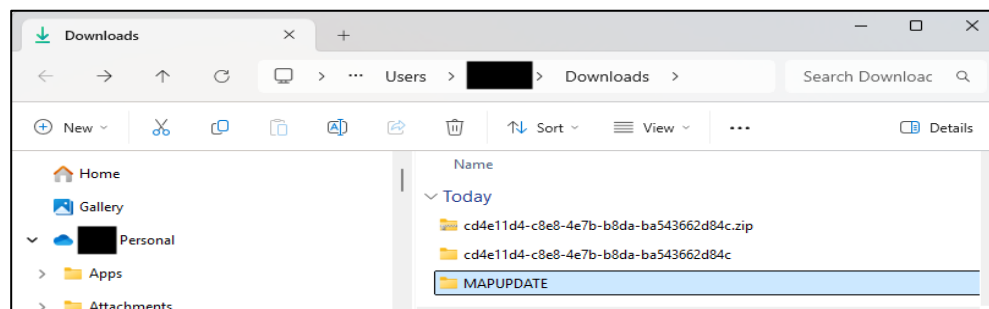 Downloads
Users > > Downloads >
Search Downloac
New
Sort
View
Details
Home
Gallery
Personal
Apps
Attachments
Name
Today
cd4e11d4-c8e8-4e7b-b8da-ba543662d84c.zip
cd4e11d4-c8e8-4e7b-b8da-ba543662d84c
MAPUPDATE